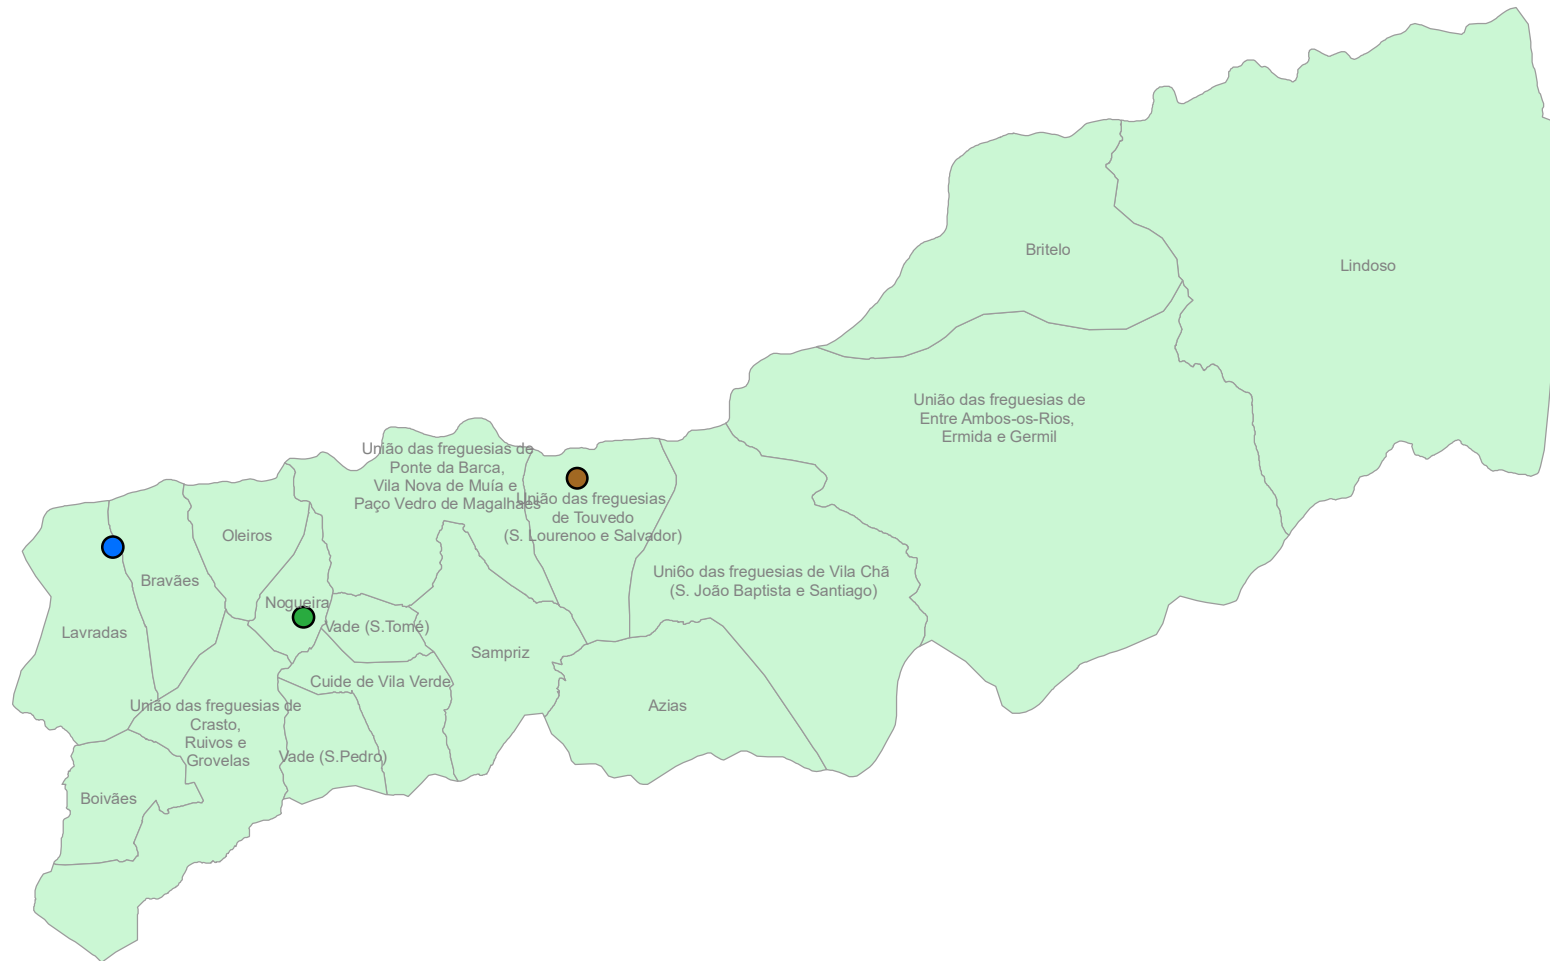 Britelo
Lindoso
União das freguesias de
Entre Ambos-os-Rios,
Ermida e Germil
União das freguesias de
Ponte da Barca,
Vila Nova de Muía e
Paço Vedro de Magalhães
União das freguesias
de Touvedo
(S. Lourenoo e Salvador)
Oleiros
Bravães
Uni6o das freguesias de Vila Chã
(S. João Baptista e Santiago)
Nogueira
Vade (S.Tomé)
Lavradas
Sampriz
Cuide de Vila Verde
Azias
União das freguesias de
Crasto,
Ruivos e
Grovelas
Vade (S.Pedro)
Boivães